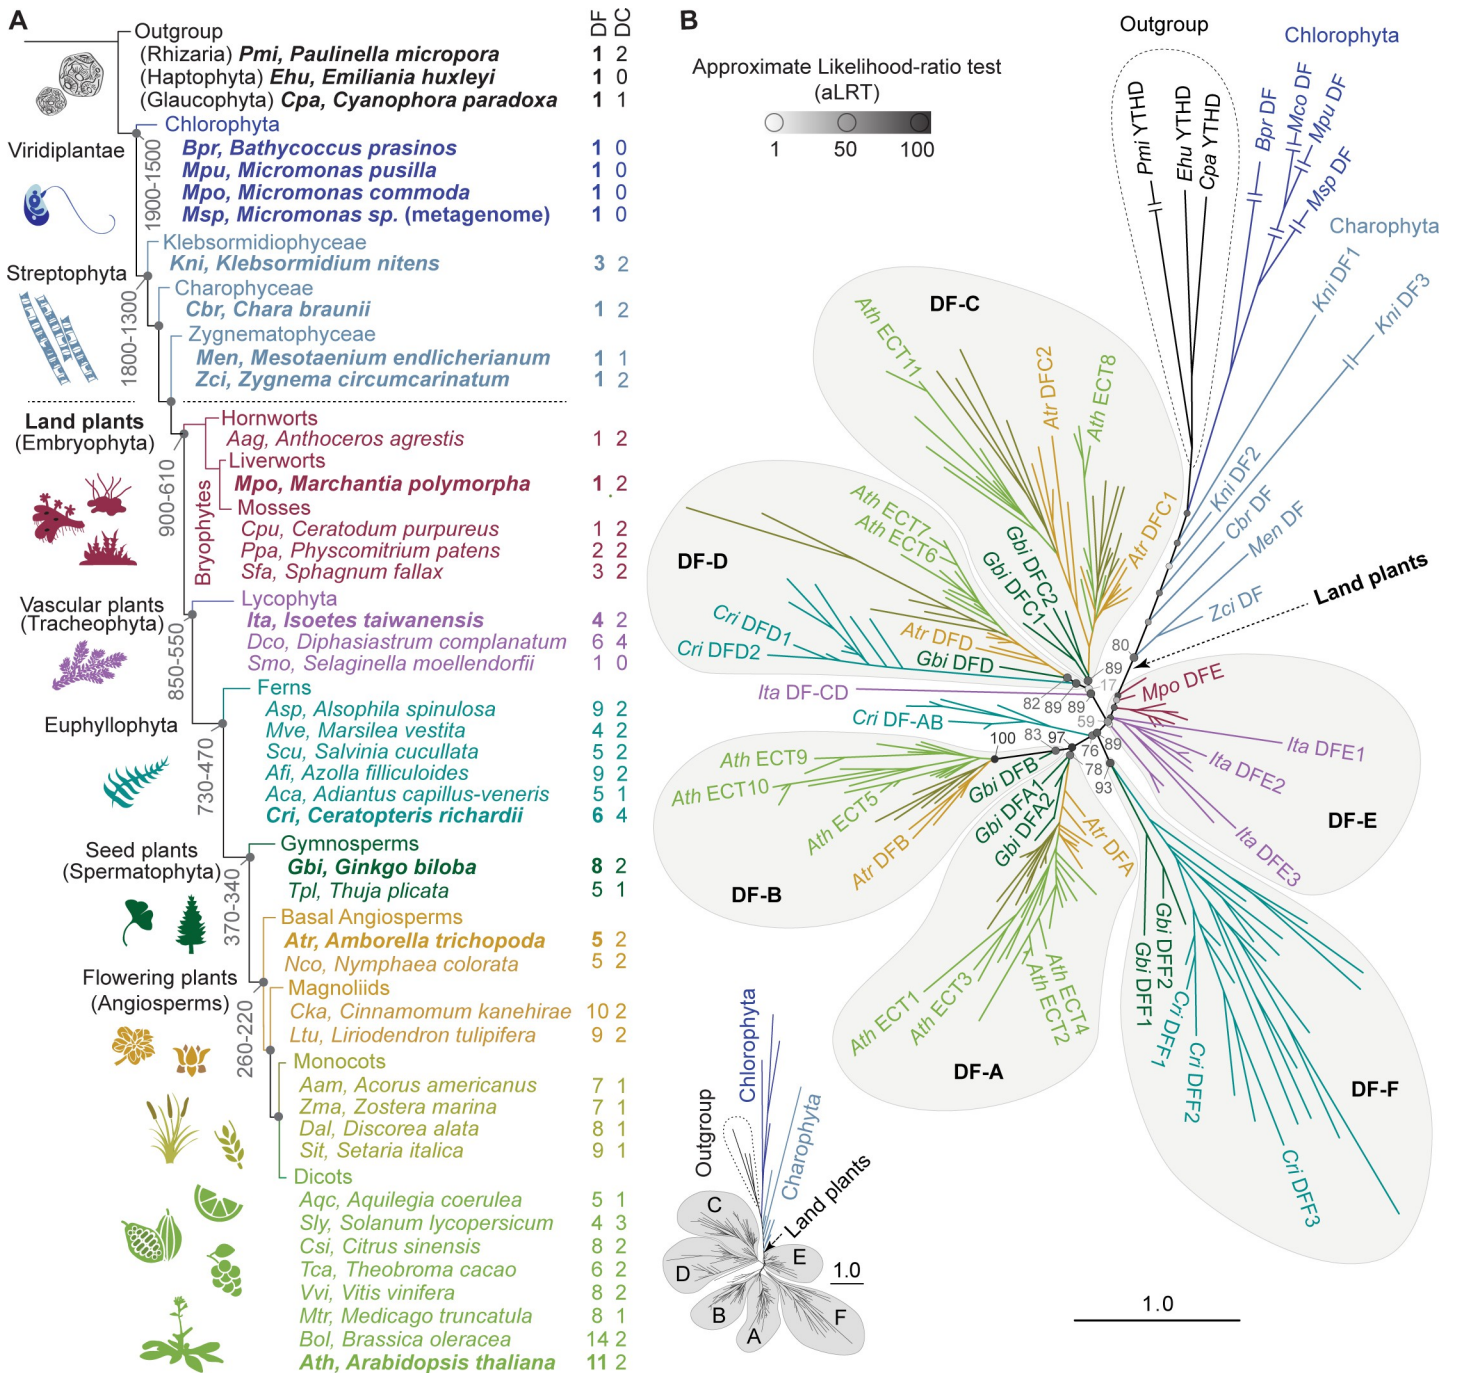 A
DF
DC
Outgroup
(Rhizaria) Pmi, Paulinella micropora 1 2
(Haptophyta) Ehu, Emiliania huxleyi 1 0
(Glaucophyta) Cpa, Cyanophora paradoxa 1 1
Chlorophyta
Viridiplantae
Bpr, Bathycoccus prasinos 1 0
Mpu, Micromonas pusilla 1 0
Mpo, Micromonas commoda 1 0
Msp, Micromonas sp. (metagenome) 1 0
1900-1500
Klebsormidiophyceae
Streptophyta
Kni, Klebsormidium nitens 3 2
Charophyceae
Cbr, Chara braunii 1 2
1800-1300
Zygnematophyceae
Men, Mesotaenium endlicherianum 1 1
Zci, Zygnema circumcarinatum 1 2
Land plants
(Embryophyta)
Hornworts
Aag, Anthoceros agrestis 1 2
Liverworts
Mpo, Marchantia polymorpha 1 2
Mosses
Cpu, Ceratodum purpureus 1 2
Ppa, Physcomitrium patens 2 2
Sfa, Sphagnum fallax 3 2
900-610
Bryophytes
Vascular plants
(Tracheophyta)
Lycophyta
Ita, Isoetes taiwanensis 4 2
Dco, Diphasiastrum complanatum 6 4
Smo, Selaginella moellendorfii 1 0
850-550
Euphyllophyta
Ferns
Asp, Alsophila spinulosa 9 2
Mve, Marsilea vestita 4 2
Scu, Salvinia cucullata 5 2
Afi, Azolla filliculoides 9 2
Aca, Adiantus capillus-veneris 5 1
Cri, Ceratopteris richardii 6 4
730-470
Seed plants
(Spermatophyta)
Gymnosperms
Gbi, Ginkgo biloba 8 2
Tpl, Thuja plicata 5 1
370-340
Basal Angiosperms
Atr, Amborella trichopoda 5 2
Nco, Nymphaea colorata 5 2
Flowering plants
(Angiosperms)
Magnoliids
Cka, Cinnamomum kanehirae 10 2
Ltu, Liriodendron tulipifera 9 2
260-220
Monocots
Aam, Acorus americanus 7 1
Zma, Zostera marina 7 1
Dal, Discorea alata 8 1
Sit, Setaria italica 9 1
Dicots
Aqc, Aquilegia coerulea 5 1
Sly, Solanum lycopersicum 4 3
Csi, Citrus sinensis 8 2
Tca, Theobroma cacao 6 2
Vvi, Vitis vinifera 8 2
Mtr, Medicago truncatula 8 1
Bol, Brassica oleracea 14 2
Ath, Arabidopsis thaliana 11 2
B
Approximate Likelihood-ratio test
(aLRT)
1 50 100
Outgroup
Pmi YTHD
Ehu YTHD
Cpa YTHD
Chlorophyta
Bpr DF
Mco DF
Mpu DF
Msp DF
Charophyta
Kni DF1
Kni DF3
Kni DF2
Cbr DF
Men DF
Zci DF
Land plants
DF-C
Ath ECT11
Atr DFC2
Ath ECT8
Atr DFC1
Gbi DFC2
Gbi DFC1
DF-D
Ath ECT7
Ath ECT6
Cri DFD1
Cri DFD2
Atr DFD
Gbi DFD
Ita DF-CD
Cri DF-AB
80
89
17
82
89
89
59
83
97
100
76
89
78
93
Mpo DFE
Ita DFE1
Ita DFE2
Ita DFE3
DF-E
Ath ECT9
Ath ECT10
Ath ECT5
Atr DFB
Gbi DFB
DF-B
Gbi DFA1
Gbi DFA2
Atr DFA
Ath ECT1
Ath ECT3
Ath ECT4
Ath ECT2
DF-A
Gbi DFF2
Gbi DFF1
Cri DFF1
Cri DFF2
Cri DFF3
DF-F
Outgroup
Chlorophyta
Charophyta
Land plants
C
D
B
A
E
F
1.0
1.0